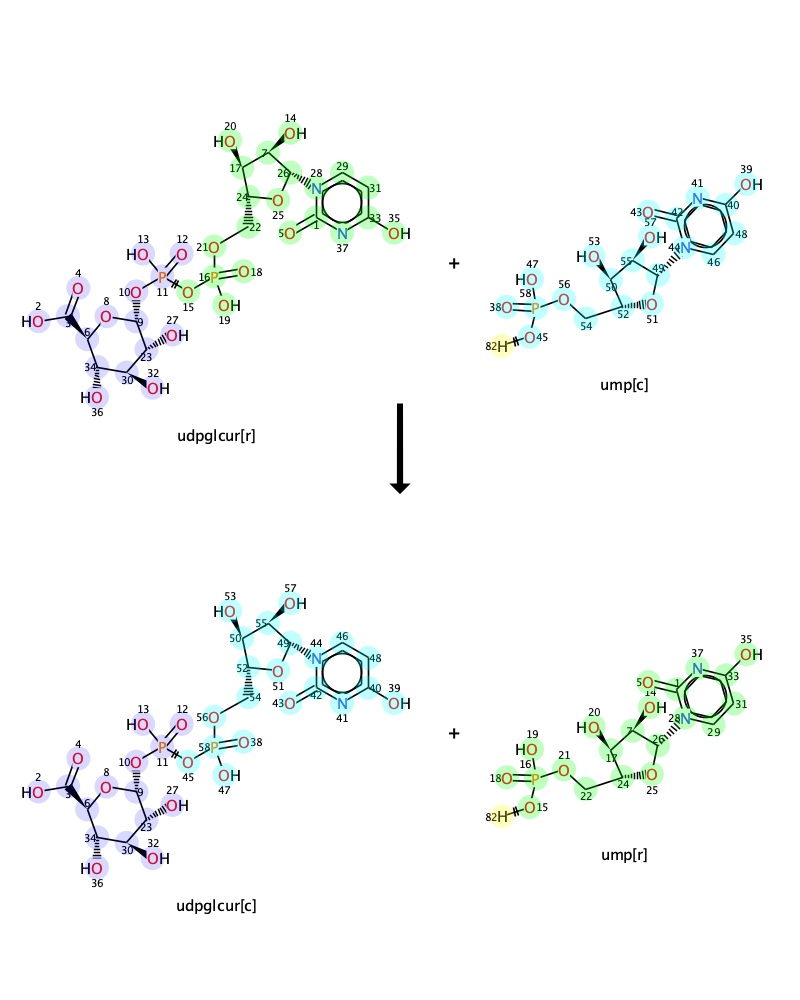 20
HO
14
OH
17
7
26
28
N
29
31
24
O
25
22
5O
1
N
37
33
35
OH
21
O
13
HO
12
O
16
P
O
18
10
O
P
11
O
15
OH
19
4
O
2
HO
3
8
O
6
9
27
OH
23
34
30
32
OH
HO
36
udpglcur[r]
+
39
OH
41
N
40
43
O
42
57
OH
48
44
N
46
53
HO
55
49
50
47
HO
58
56
O
38
O
P
52
O
51
54
82H
O
45
ump[c]
53
HO
57
OH
50
55
49
44
N
46
48
52
O
51
54
43
O
42
N
41
40
39
OH
56
O
13
HO
12
O
58
P
O
38
10
O
P
11
O
45
OH
47
4
O
2
HO
3
8
O
6
9
27
OH
23
34
30
32
OH
HO
36
udpglcur[c]
+
35
OH
37
N
33
5O
1
14
OH
31
28
N
29
20
HO
7
26
17
19
HO
16
21
O
18
O
P
24
O
25
22
82H
O
15
ump[r]